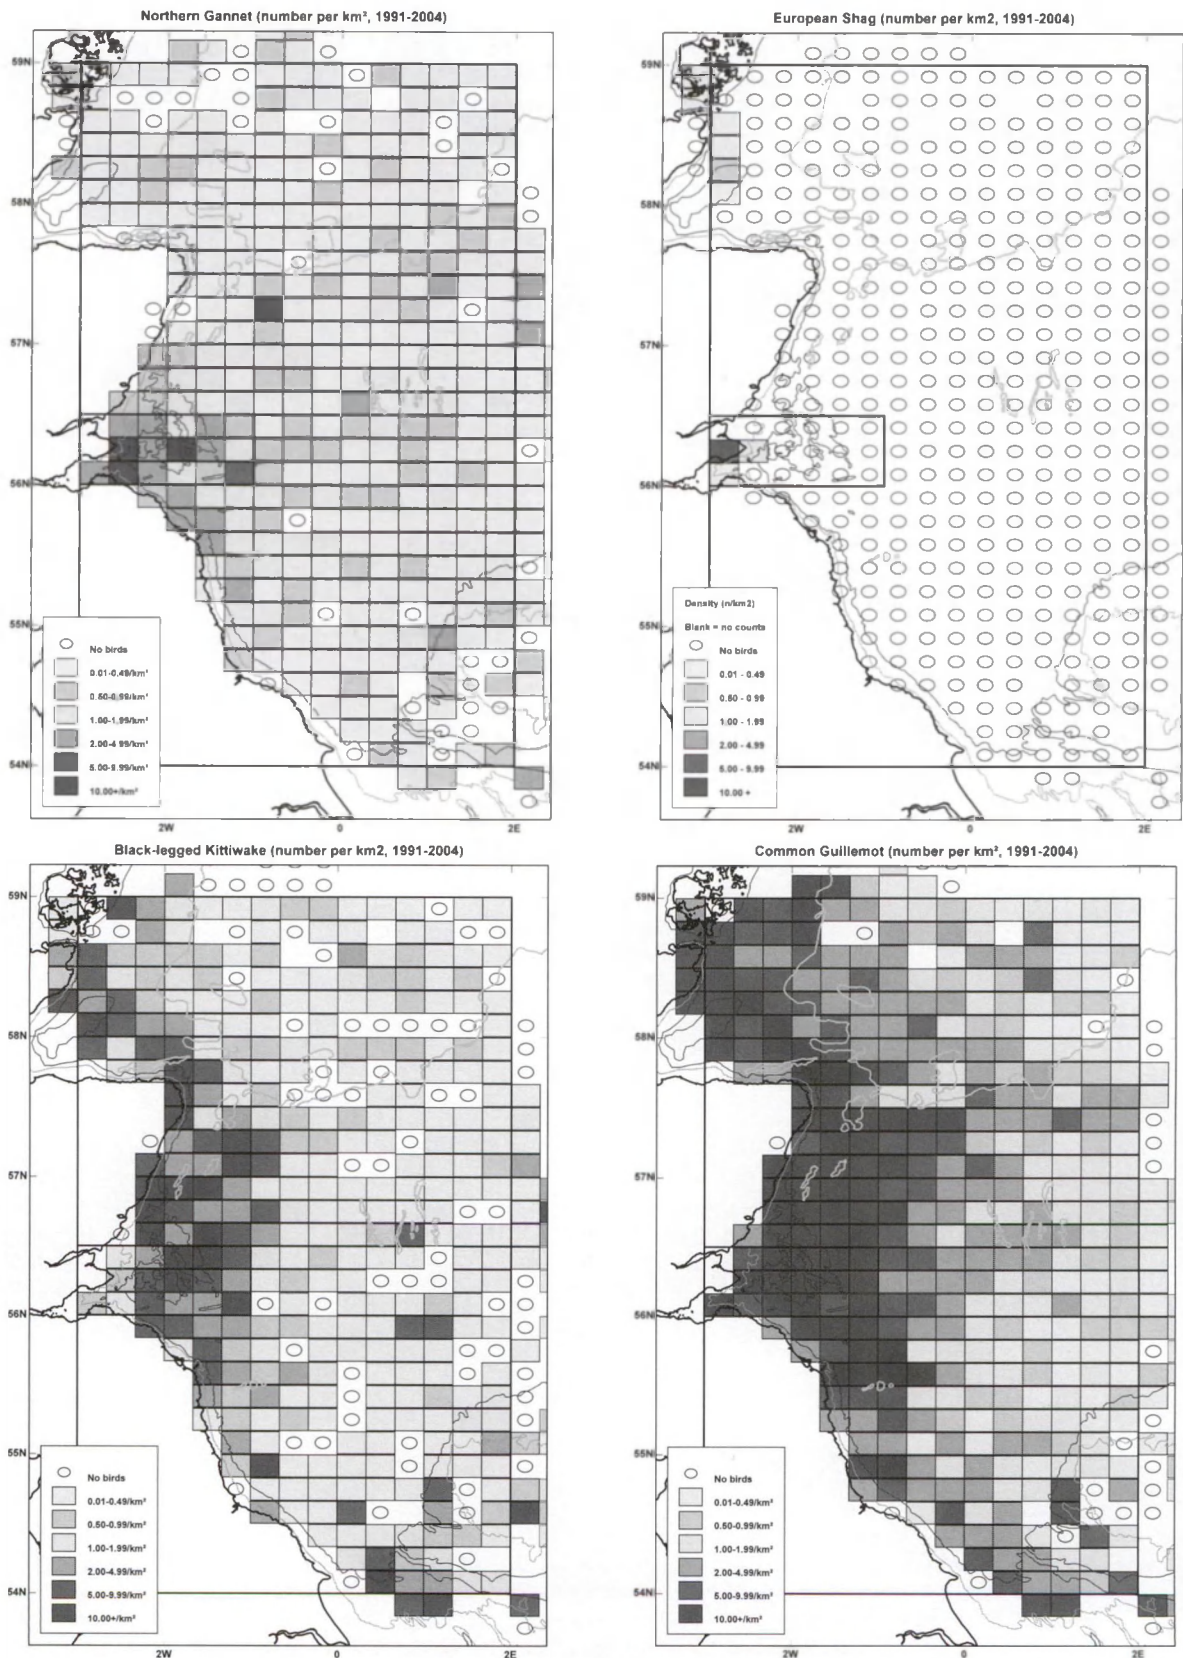 Northern Gannet (number per km², 1991-2004)
59N
58N
57N
56N
55N
54N
No birds
0.01-0.49/km²
0.50-0.99/km²
1.00-1.99/km²
2.00-4.99/km²
5.00-9.99/km²
10.00+/km²
2W
0
2E
European Shag (number per km2, 1991-2004)
59N
58N
57N
56N
55N
54N
Density (n/km2)
Blank = no counts
No birds
0.01 - 0.49
0.50 - 0.99
1.00 - 1.99
2.00 - 4.99
5.00 - 9.99
10.00 +
2W
0
2E
Black-legged Kittiwake (number per km2, 1991-2004)
59N
58N
57N
56N
55N
54N
No birds
0.01-0.49/km²
0.50-0.99/km²
1.00-1.99/km²
2.00-4.99/km²
5.00-9.99/km²
10.00+/km²
2W
0
2E
Common Guillemot (number per km², 1991-2004)
59N
58N
57N
56N
55N
54N
No birds
0.01-0.49/km²
0.50-0.99/km²
1.00-1.99/km²
2.00-4.99/km²
5.00-9.99/km²
10.00+/km²
2W
0
2E